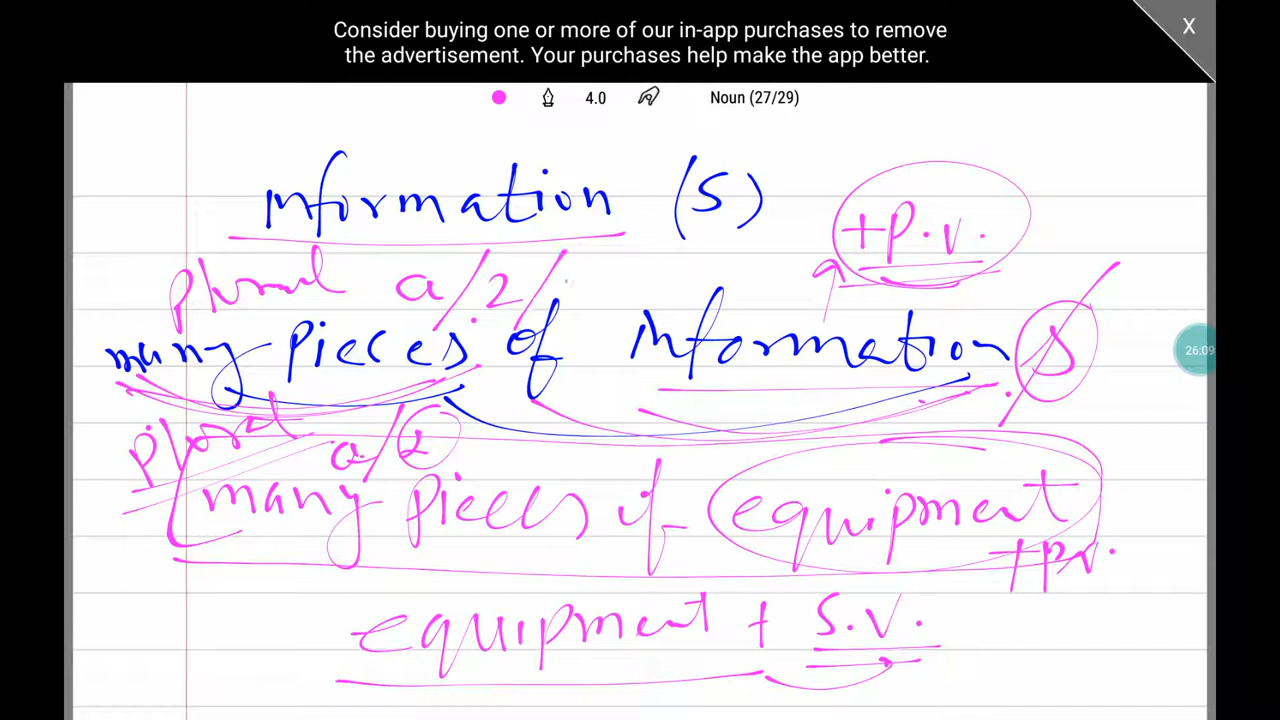 Consider buying one or more of our in-app purchases to remove
the advertisement. Your purchases help make the app better.
X
4.0 Noun (27/29)
Information (S)
+P.V.
plural a/2/
many pieces of information S
26:09
plural a/2
many pieces of equipment
+pv.
equipment + S.V.